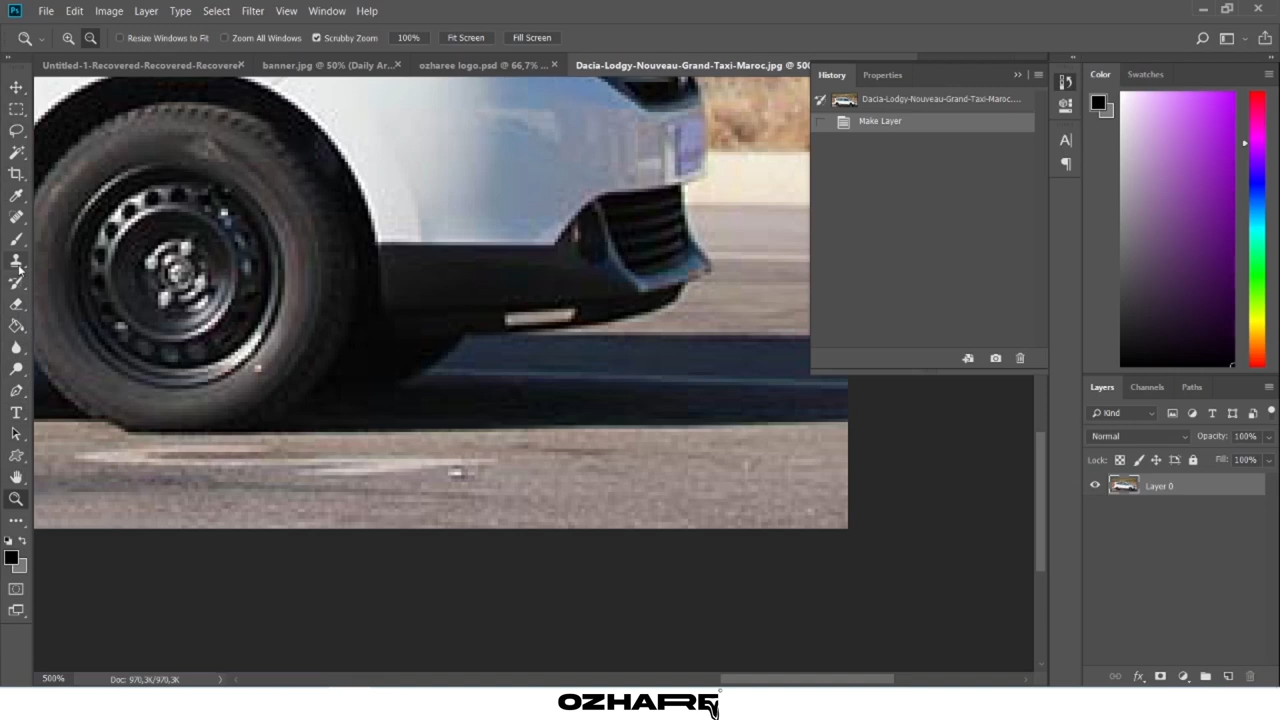 Ps File Edit Image Layer Type Select Filter View Window Help
Resize Windows to Fit Zoom All Windows Scrubby Zoom 100% Fit Screen Fill Screen
Untitled-1-Recovered-Recovered-Recovere× banner.jpg @ 50% (Daily Ar...× ozharee logo.psd @ 66,7% ... × Dacia-Lodgy-Nouveau-Grand-Taxi-Maroc.jpg @ 500
History Properties
Dacia-Lodgy-Nouveau-Grand-Taxi-Maroc....
Make Layer
Color Swatches
Layers Channels Paths
Kind
Normal Opacity: 100%
Lock: Fill: 100%
Layer 0
500% Doc: 970,3K/970,3K
OZHAREE